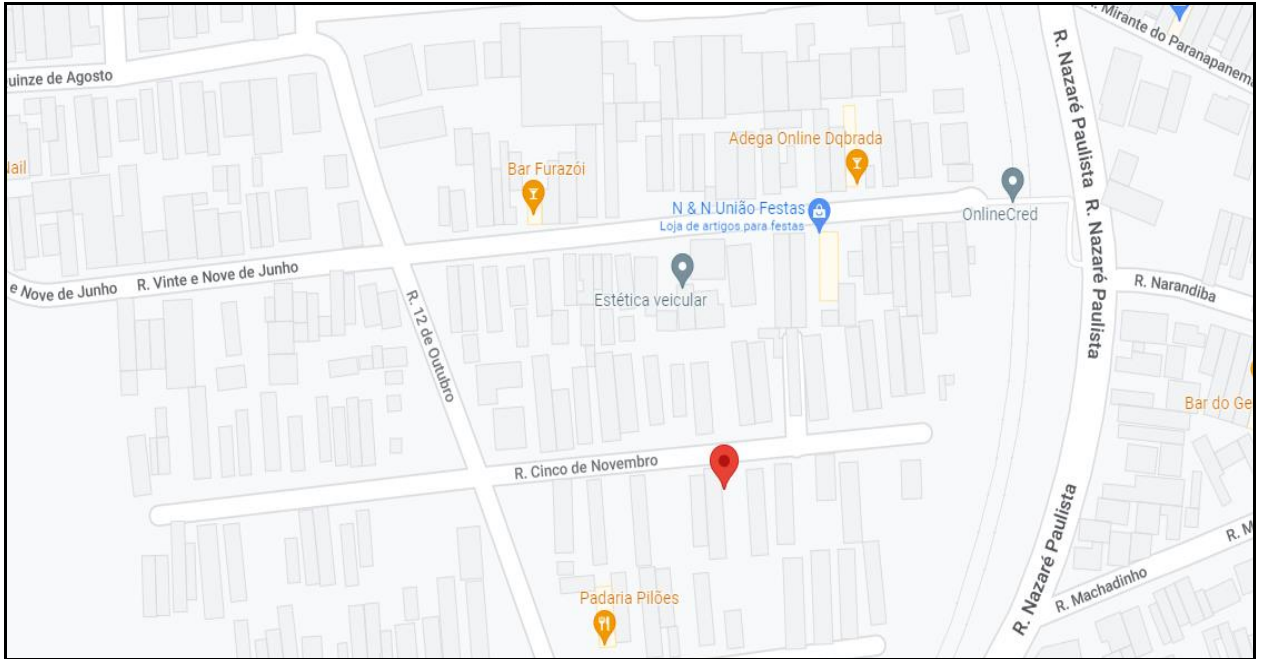 R. Nazaré Paulista
R. Nazaré Paulista
. Mirante do Paranapanem
uinze de Agosto
Adega Online Dqbrada
Nail
Bar Furazói
N & N União Festas
Loja de artigos para festas
OnlineCred
e Nove de Junho
R. Vinte e Nove de Junho
R. Narandiba
Estética veicular
R. 12 de Outubro
Bar do Ge
R. Cinco de Novembro
R. Nazaré Paulista
R. M
R. Machadinho
Padaria Pilões